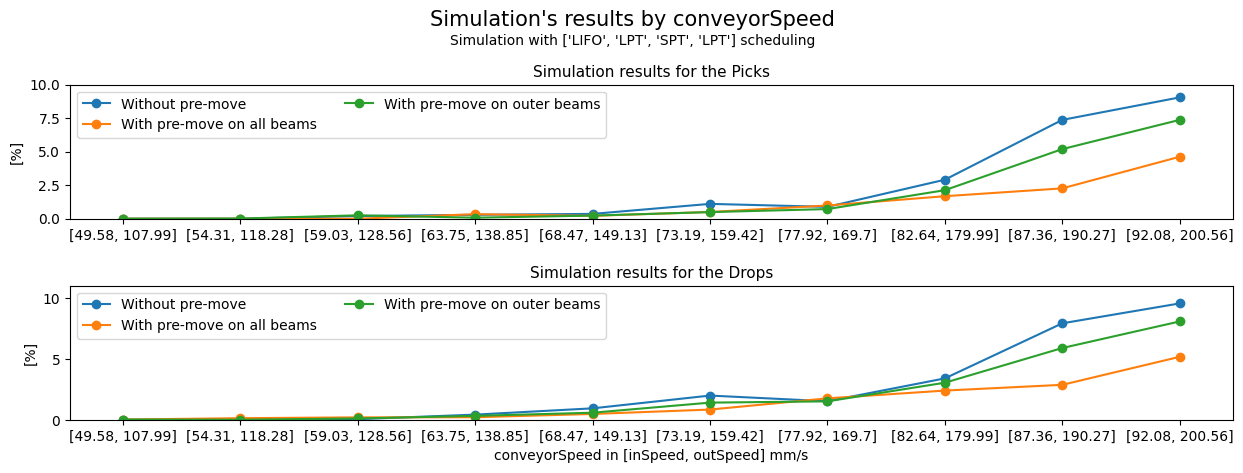 Simulation's results by conveyorSpeed
Simulation with ['LIFO', 'LPT', 'SPT', 'LPT'] scheduling
Simulation results for the Picks
10.0
7.5
5.0
2.5
0.0
[%]
Without pre-move
With pre-move on all beams
With pre-move on outer beams
[49.58, 107.99] [54.31, 118.28] [59.03, 128.56] [63.75, 138.85] [68.47, 149.13] [73.19, 159.42] [77.92, 169.7] [82.64, 179.99] [87.36, 190.27] [92.08, 200.56]
Simulation results for the Drops
10
5
0
[%]
Without pre-move
With pre-move on all beams
With pre-move on outer beams
[49.58, 107.99] [54.31, 118.28] [59.03, 128.56] [63.75, 138.85] [68.47, 149.13] [73.19, 159.42] [77.92, 169.7] [82.64, 179.99] [87.36, 190.27] [92.08, 200.56]
conveyorSpeed in [inSpeed, outSpeed] mm/s